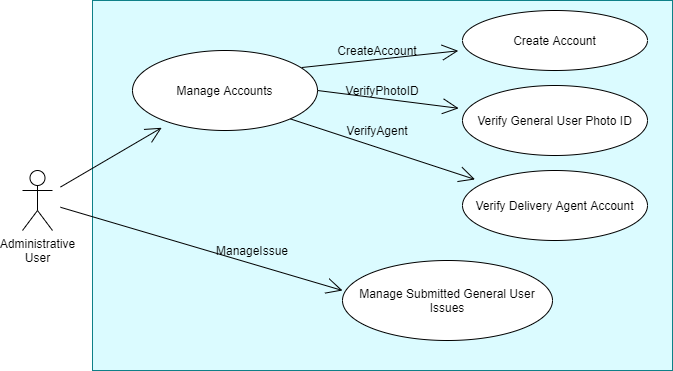 CreateAccount
Create Account
Manage Accounts
VerifyPhotoID
Verify General User Photo ID
VerifyAgent
Verify Delivery Agent Account
Administrative
User
ManageIssue
Manage Submitted General User
Issues